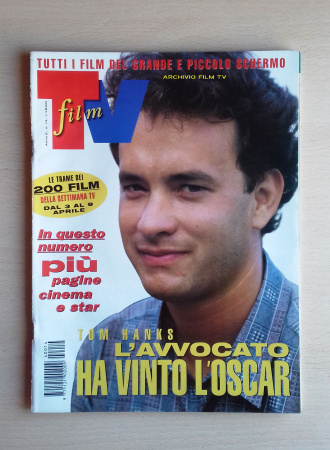 TUTTI I FILM DEL GRANDE E PICCOLO SCHERMO
ARCHIVIO FILM TV
film
TV
LE TRAME DEI
200 FILM
DELLA SETTIMANA TV
DAL 3 AL 9
APRILE
In questo
numero
più
pagine
cinema
e star
TOM HANKS
L'AVVOCATO
HA VINTO L'OSCAR